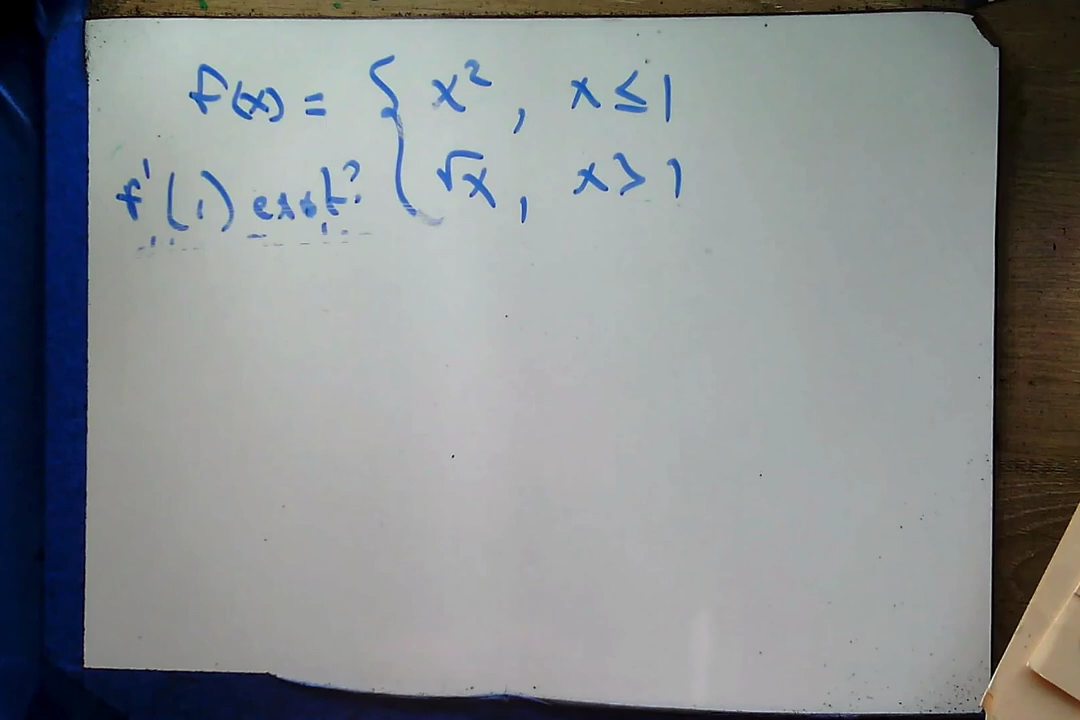 f(x) = { x², x ≤ 1
√x, x > 1
f'(1) exist?